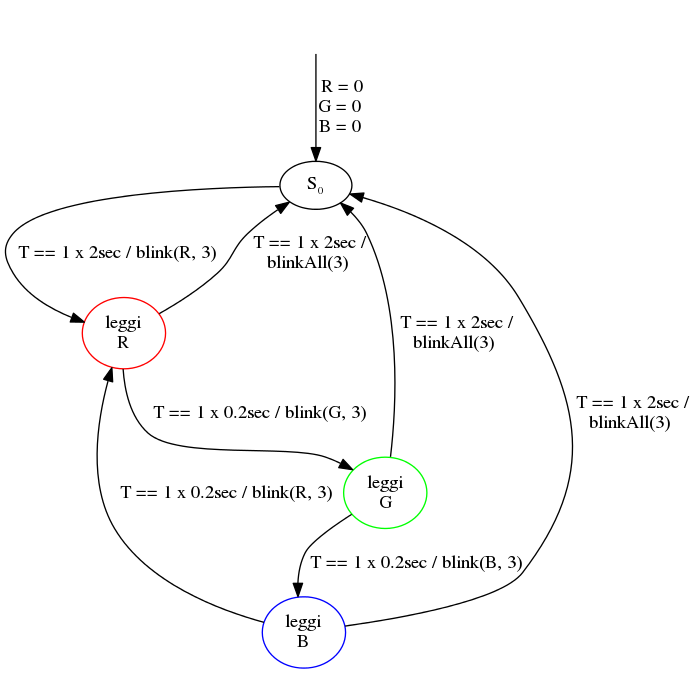 R = 0
G = 0
B = 0
S₀
T == 1 x 2sec / blink(R, 3)
T == 1 x 2sec /
blinkAll(3)
leggi
R
T == 1 x 2sec /
blinkAll(3)
T == 1 x 2sec /
blinkAll(3)
T == 1 x 0.2sec / blink(G, 3)
T == 1 x 0.2sec / blink(R, 3)
leggi
G
T == 1 x 0.2sec / blink(B, 3)
leggi
B